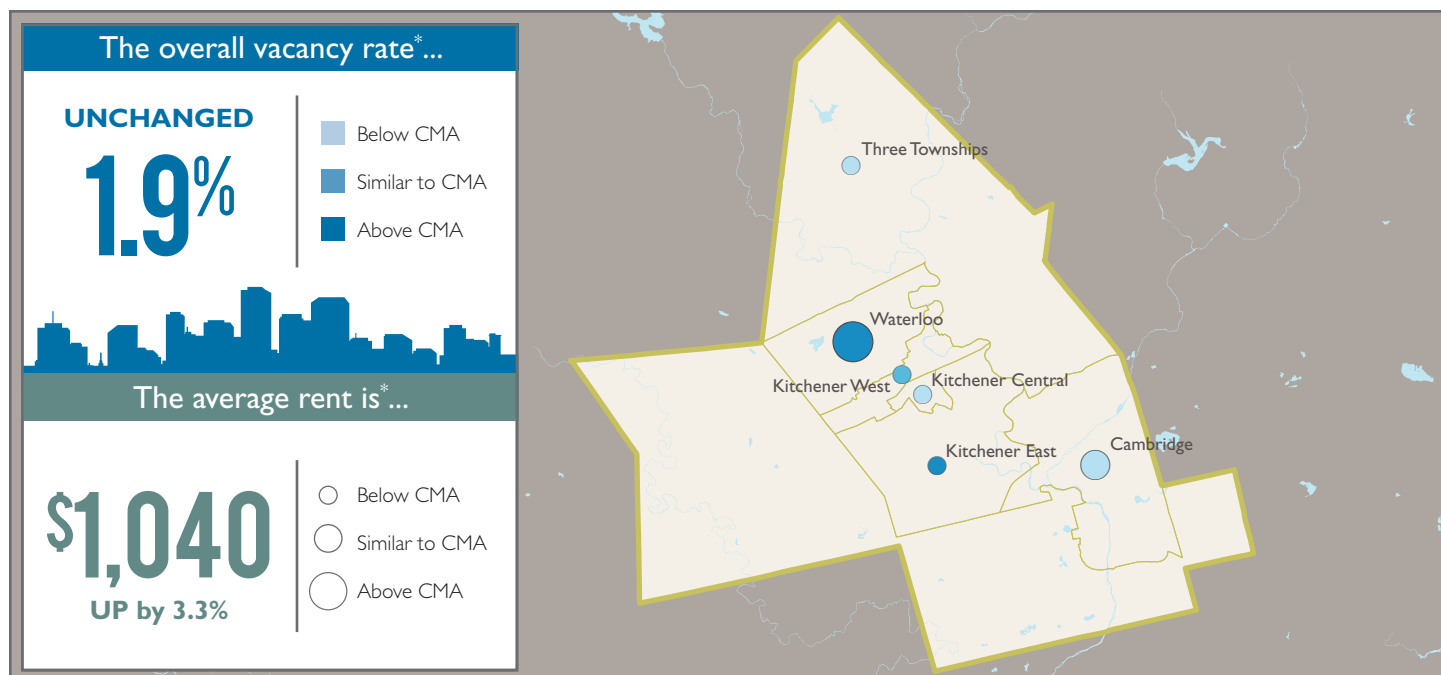 The overall vacancy rate*...
UNCHANGED
1.9%
Below CMA
Similar to CMA
Above CMA
The average rent is*...
$1,040
UP by 3.3%
Below CMA
Similar to CMA
Above CMA
Three Townships
Waterloo
Kitchener West
Kitchener Central
Kitchener East
Cambridge